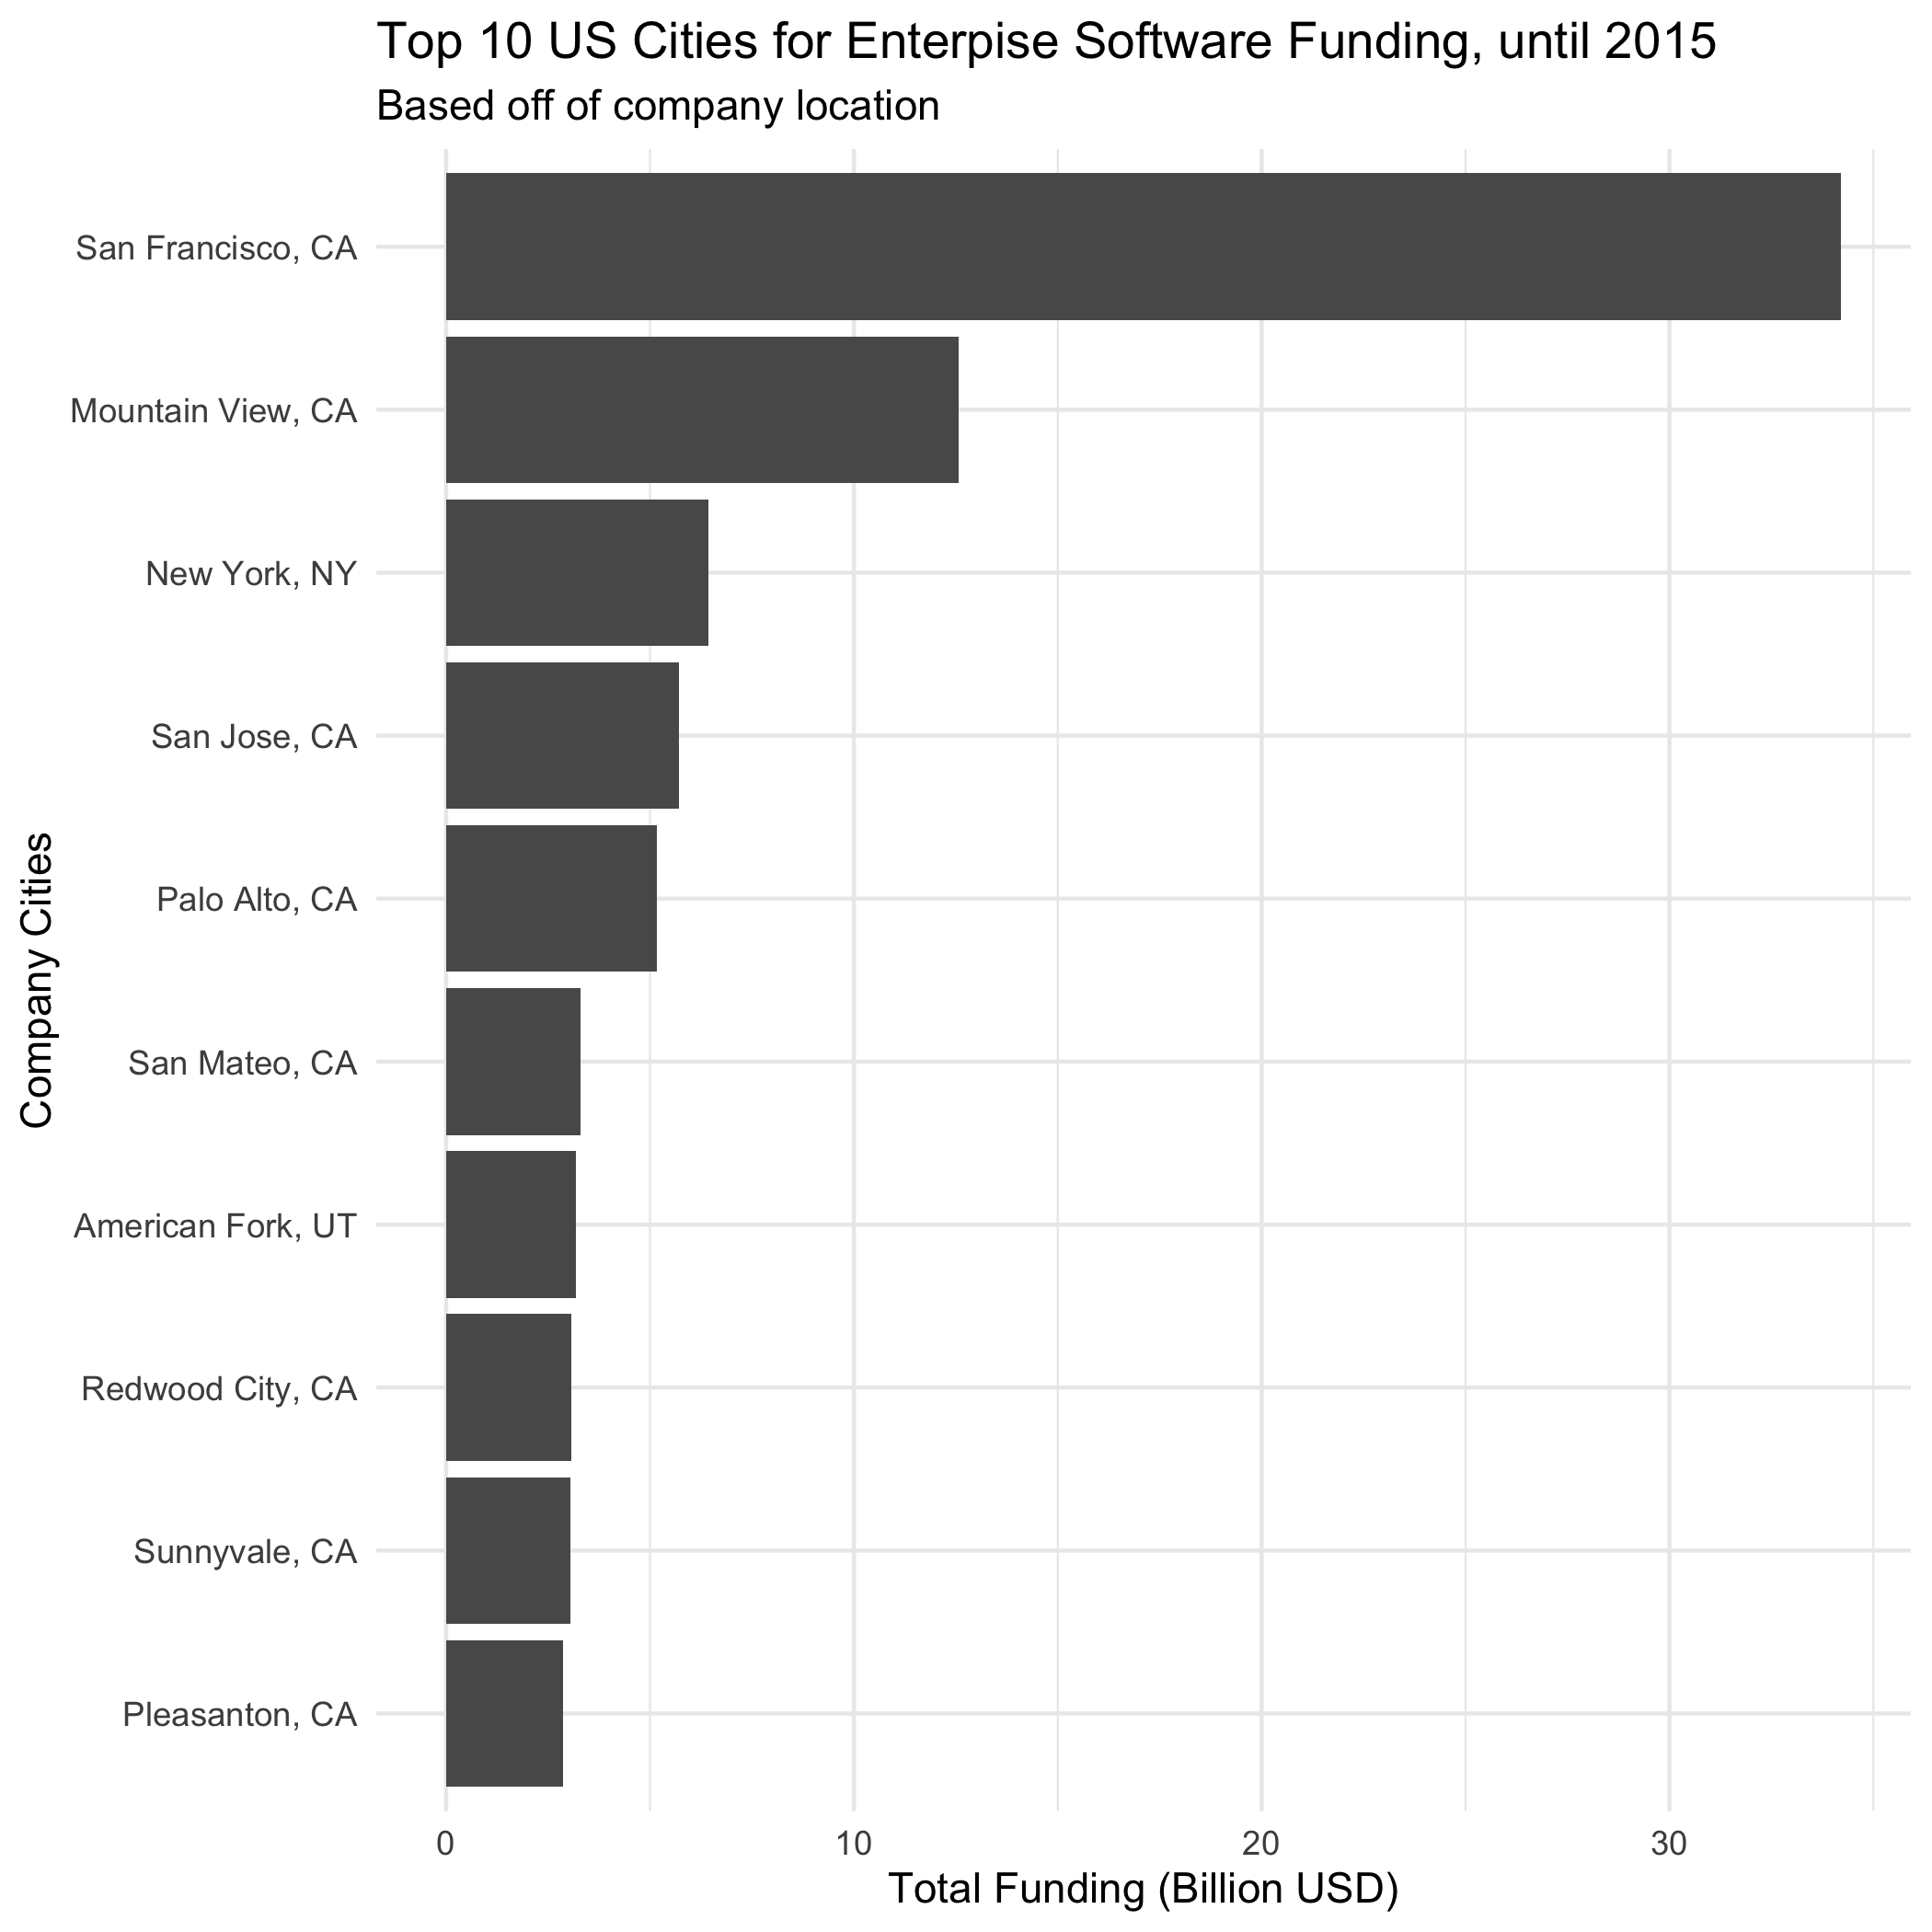 Top 10 US Cities for Enterpise Software Funding, until 2015
Based off of company location
San Francisco, CA
Mountain View, CA
New York, NY
San Jose, CA
Palo Alto, CA
San Mateo, CA
American Fork, UT
Redwood City, CA
Sunnyvale, CA
Pleasanton, CA
Company Cities
0 10 20 30
Total Funding (Billion USD)